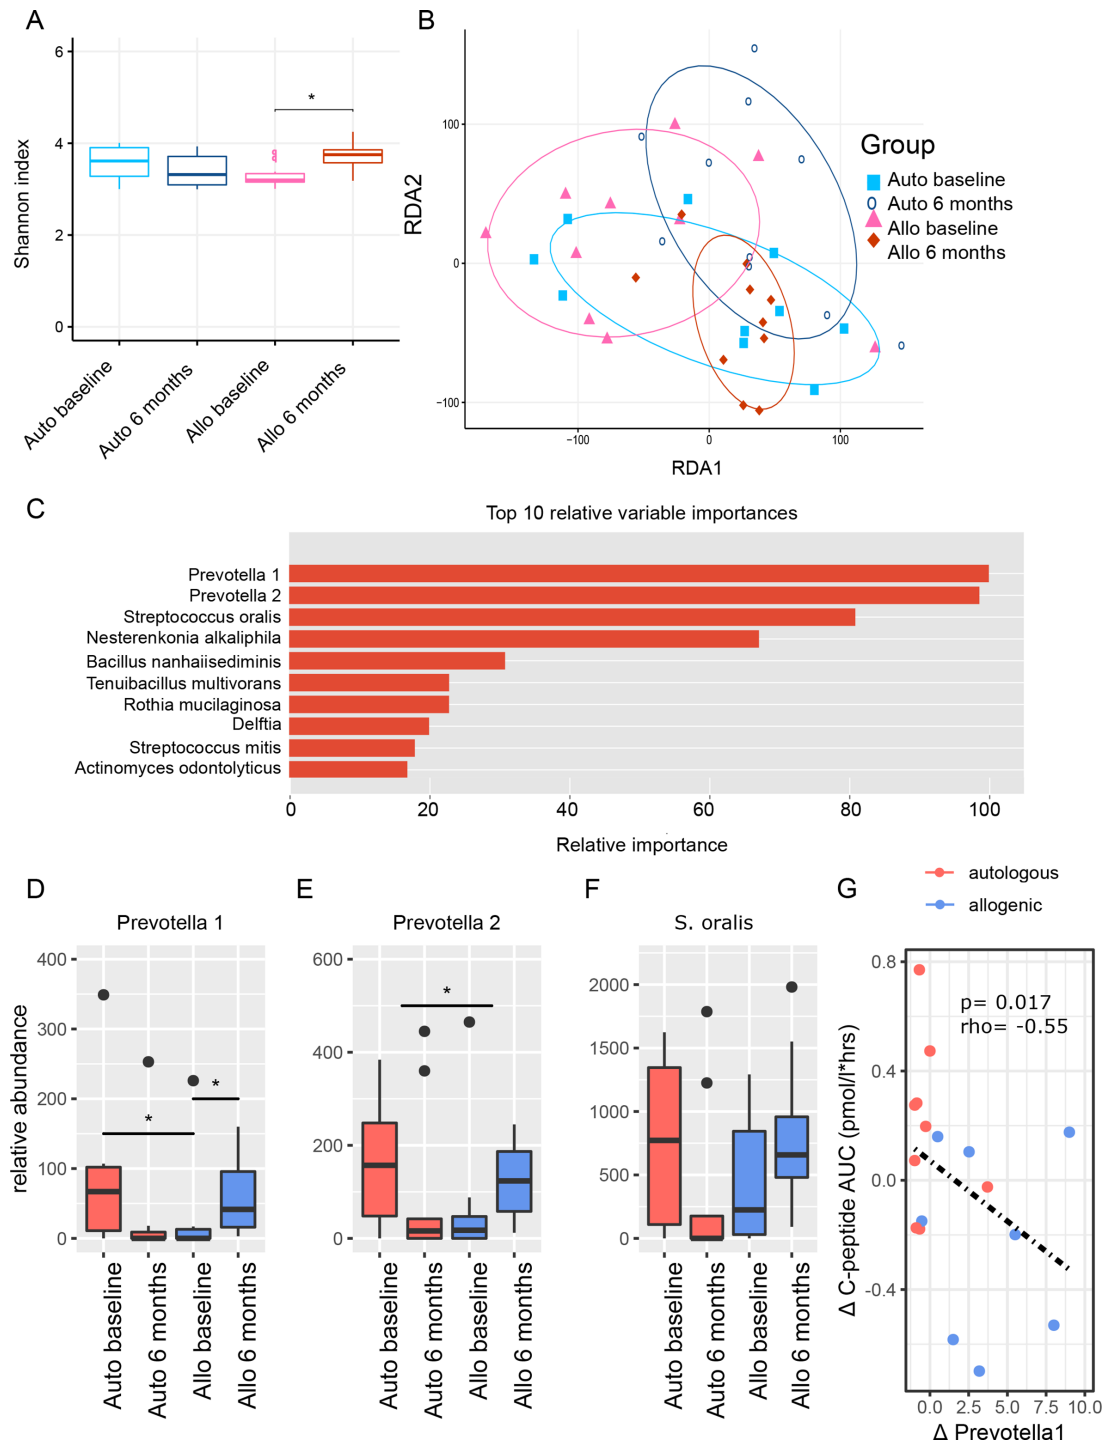 A
6
4
2
0
Shannon index
*
Auto baseline
Auto 6 months
Allo baseline
Allo 6 months
B
100
0
−100
RDA2
−100
0
100
RDA1
Group
Auto baseline
Auto 6 months
Allo baseline
Allo 6 months
C
Top 10 relative variable importances
Prevotella 1
Prevotella 2
Streptococcus oralis
Nesterenkonia alkaliphila
Bacillus nanhaiisediminis
Tenuibacillus multivorans
Rothia mucilaginosa
Delftia
Streptococcus mitis
Actinomyces odontolyticus
0 20 40 60 80 100
Relative importance
D
Prevotella 1
400
300
200
100
0
relative abundance
*
*
Auto baseline
Auto 6 months
Allo baseline
Allo 6 months
E
Prevotella 2
600
400
200
0
*
Auto baseline
Auto 6 months
Allo baseline
Allo 6 months
F
S. oralis
2000
1500
1000
500
0
Auto baseline
Auto 6 months
Allo baseline
Allo 6 months
G
autologous
allogenic
0.8
0.4
0.0
-0.4
Δ C-peptide AUC (pmol/l*hrs)
p= 0.017
rho= -0.55
0.0 2.5 5.0 7.5 10.0
Δ Prevotella1